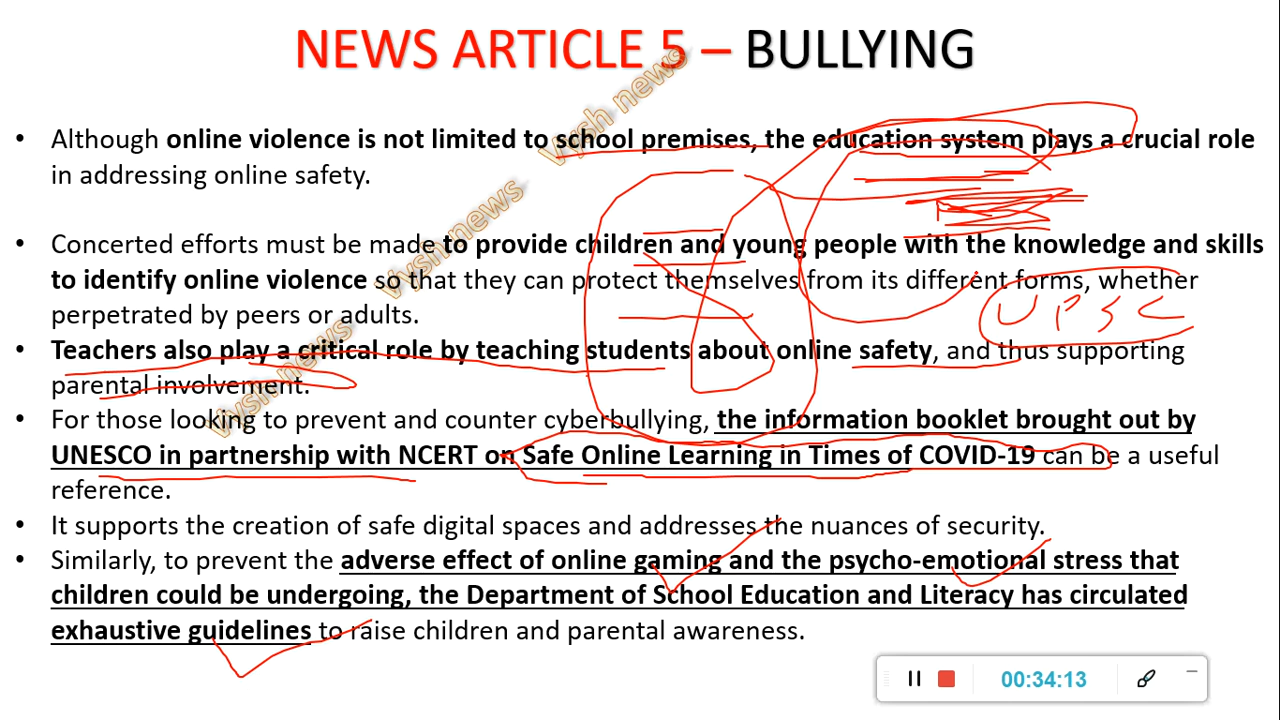 NEWS ARTICLE 5 – BULLYING
• Although online violence is not limited to school premises, the education system plays a crucial role
in addressing online safety.
• Concerted efforts must be made to provide children and young people with the knowledge and skills
to identify online violence so that they can protect themselves from its different forms, whether
perpetrated by peers or adults.
• Teachers also play a critical role by teaching students about online safety, and thus supporting
parental involvement.
• For those looking to prevent and counter cyberbullying, the information booklet brought out by
UNESCO in partnership with NCERT on Safe Online Learning in Times of COVID-19 can be a useful
reference.
• It supports the creation of safe digital spaces and addresses the nuances of security.
• Similarly, to prevent the adverse effect of online gaming and the psycho-emotional stress that
children could be undergoing, the Department of School Education and Literacy has circulated
exhaustive guidelines to raise children and parental awareness.
vysh news
vysh news
vysh news
UPSC
00:34:13